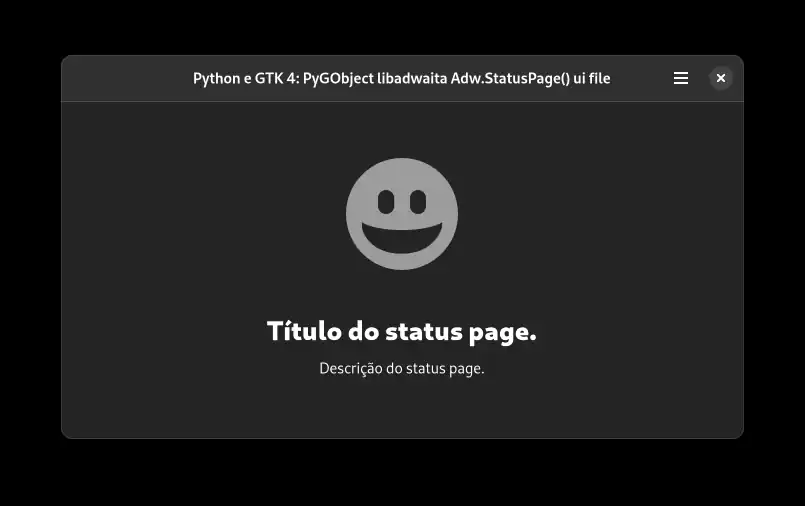 Python e GTK 4: PyGObject libadwaita Adw.StatusPage() ui file
Título do status page.
Descrição do status page.